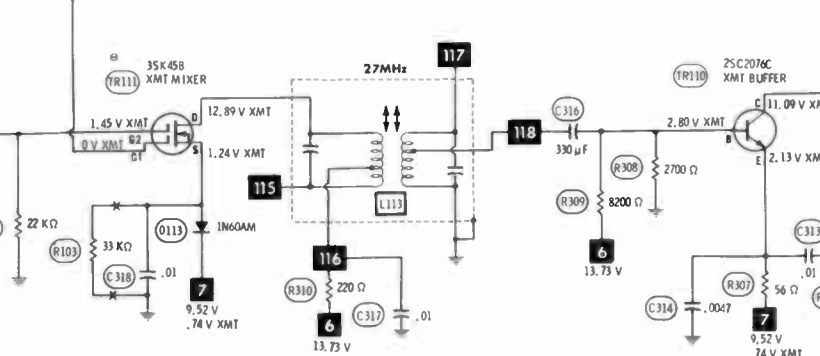 117
3SK45B
XMT MIXER
TR111
27MHz
2SC2076C
XMT BUFFER
TR110
D
12.89 V XMT
C316
C
11.09 V XMT
1.45 V XMT
G2
0 V XMT
G1
S
1.24 V XMT
118
330 µF
2.80 V XMT
B
E
2.13 V XMT
R308
2700 Ω
115
L113
R309
8200 Ω
22 KΩ
D113
1N60AM
R103
33 KΩ
C318
.01
116
6
13.73 V
C313
.01
7
9.52 V
.74 V XMT
R310
220 Ω
C317
.01
6
13.73 V
C314
.0047
R307
56 Ω
7
9.52 V
.74 V XMT